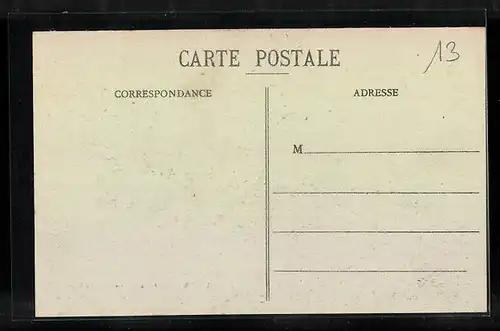 CARTE POSTALE
13
CORRESPONDANCE
ADRESSE
M